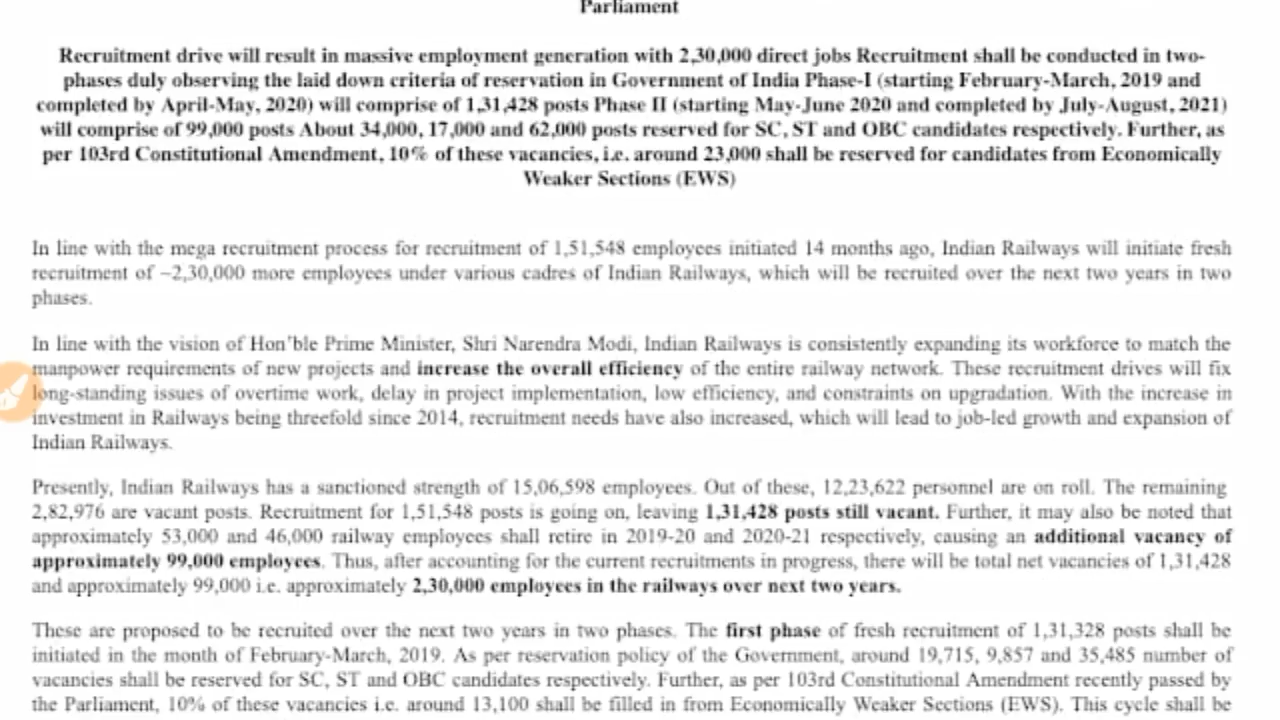 Parliament
Recruitment drive will result in massive employment generation with 2,30,000 direct jobs Recruitment shall be conducted in two-
phases duly observing the laid down criteria of reservation in Government of India Phase-I (starting February-March, 2019 and
completed by April-May, 2020) will comprise of 1,31,428 posts Phase II (starting May-June 2020 and completed by July-August, 2021)
will comprise of 99,000 posts About 34,000, 17,000 and 62,000 posts reserved for SC, ST and OBC candidates respectively. Further, as
per 103rd Constitutional Amendment, 10% of these vacancies, i.e. around 23,000 shall be reserved for candidates from Economically
Weaker Sections (EWS)
In line with the mega recruitment process for recruitment of 1,51,548 employees initiated 14 months ago, Indian Railways will initiate fresh
recruitment of ~2,30,000 more employees under various cadres of Indian Railways, which will be recruited over the next two years in two
phases.
In line with the vision of Hon'ble Prime Minister, Shri Narendra Modi, Indian Railways is consistently expanding its workforce to match the
manpower requirements of new projects and increase the overall efficiency of the entire railway network. These recruitment drives will fix
long-standing issues of overtime work, delay in project implementation, low efficiency, and constraints on upgradation. With the increase in
investment in Railways being threefold since 2014, recruitment needs have also increased, which will lead to job-led growth and expansion of
Indian Railways.
Presently, Indian Railways has a sanctioned strength of 15,06,598 employees. Out of these, 12,23,622 personnel are on roll. The remaining
2,82,976 are vacant posts. Recruitment for 1,51,548 posts is going on, leaving 1,31,428 posts still vacant. Further, it may also be noted that
approximately 53,000 and 46,000 railway employees shall retire in 2019-20 and 2020-21 respectively, causing an additional vacancy of
approximately 99,000 employees. Thus, after accounting for the current recruitments in progress, there will be total net vacancies of 1,31,428
and approximately 99,000 i.e. approximately 2,30,000 employees in the railways over next two years.
These are proposed to be recruited over the next two years in two phases. The first phase of fresh recruitment of 1,31,328 posts shall be
initiated in the month of February-March, 2019. As per reservation policy of the Government, around 19,715, 9,857 and 35,485 number of
vacancies shall be reserved for SC, ST and OBC candidates respectively. Further, as per 103rd Constitutional Amendment recently passed by
the Parliament, 10% of these vacancies i.e. around 13,100 shall be filled in from Economically Weaker Sections (EWS). This cycle shall be